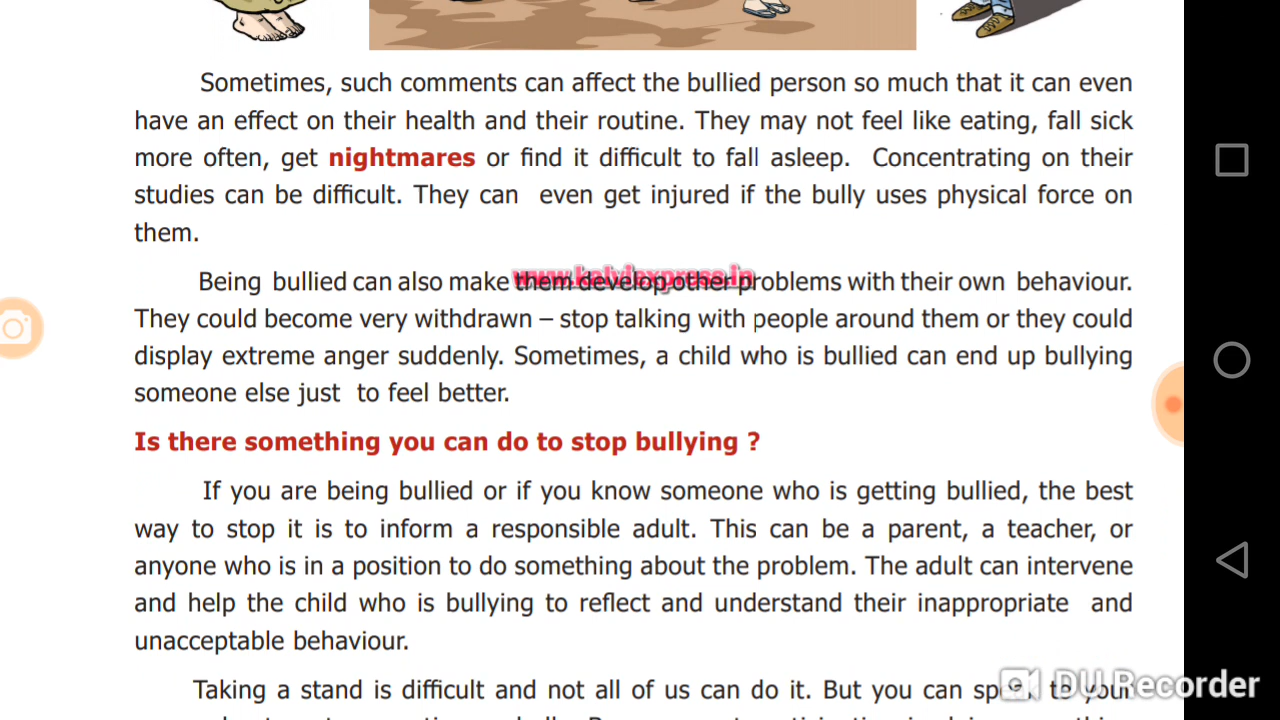 Sometimes, such comments can affect the bullied person so much that it can even
have an effect on their health and their routine. They may not feel like eating, fall sick
more often, get nightmares or find it difficult to fall asleep. Concentrating on their
studies can be difficult. They can even get injured if the bully uses physical force on
them.
www.kalviexpress.in
Being bullied can also make them develop other problems with their own behaviour.
They could become very withdrawn – stop talking with people around them or they could
display extreme anger suddenly. Sometimes, a child who is bullied can end up bullying
someone else just to feel better.
Is there something you can do to stop bullying ?
If you are being bullied or if you know someone who is getting bullied, the best
way to stop it is to inform a responsible adult. This can be a parent, a teacher, or
anyone who is in a position to do something about the problem. The adult can intervene
and help the child who is bullying to reflect and understand their inappropriate and
unacceptable behaviour.
Taking a stand is difficult and not all of us can do it. But you can speak to your
DU Recorder